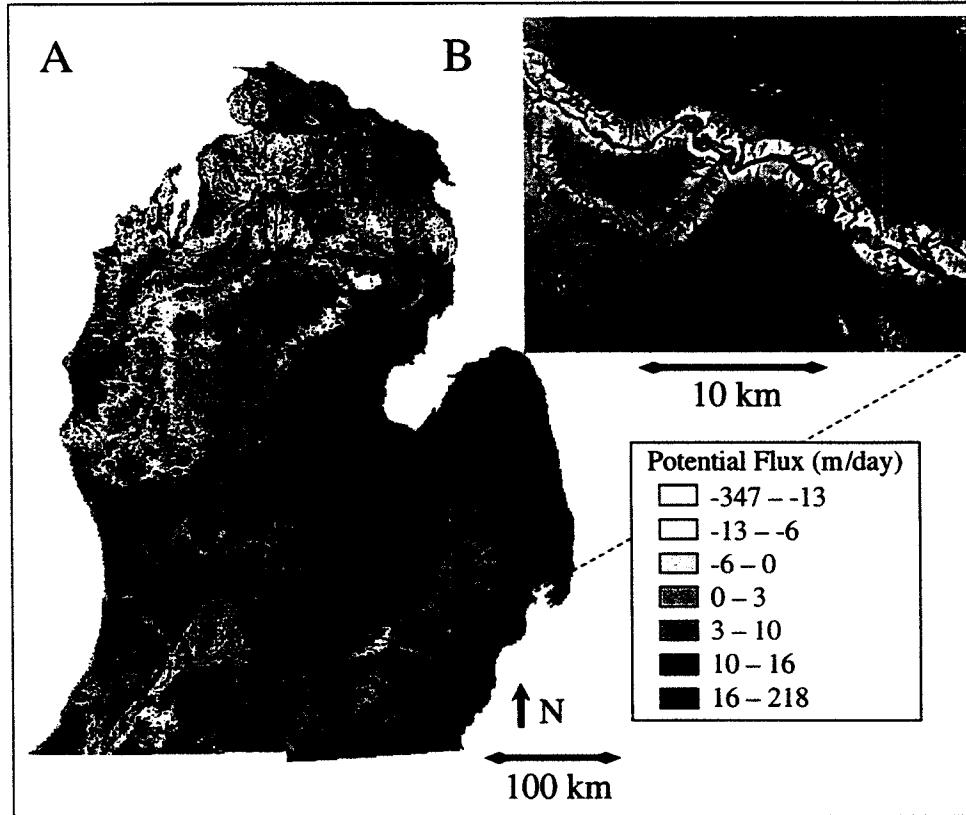 A
B
10 km
Potential Flux (m/day)
-347 – -13
-13 – -6
-6 – 0
0 – 3
3 – 10
10 – 16
16 – 218
N
100 km